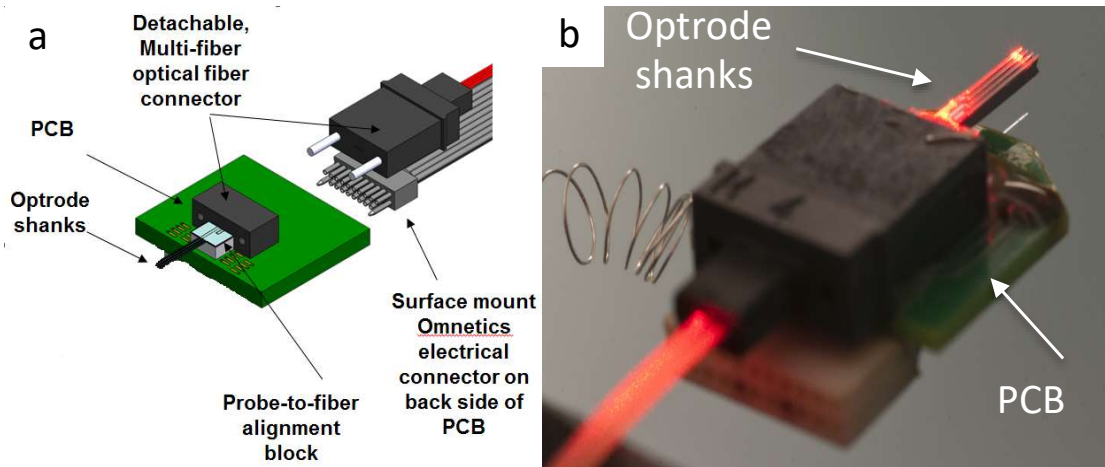 a
Detachable,
Multi-fiber
optical fiber
connector
PCB
Optrode
shanks
Surface mount
Omnetics
electrical
connector on
back side of
PCB
Probe-to-fiber
alignment
block
b
Optrode
shanks
PCB